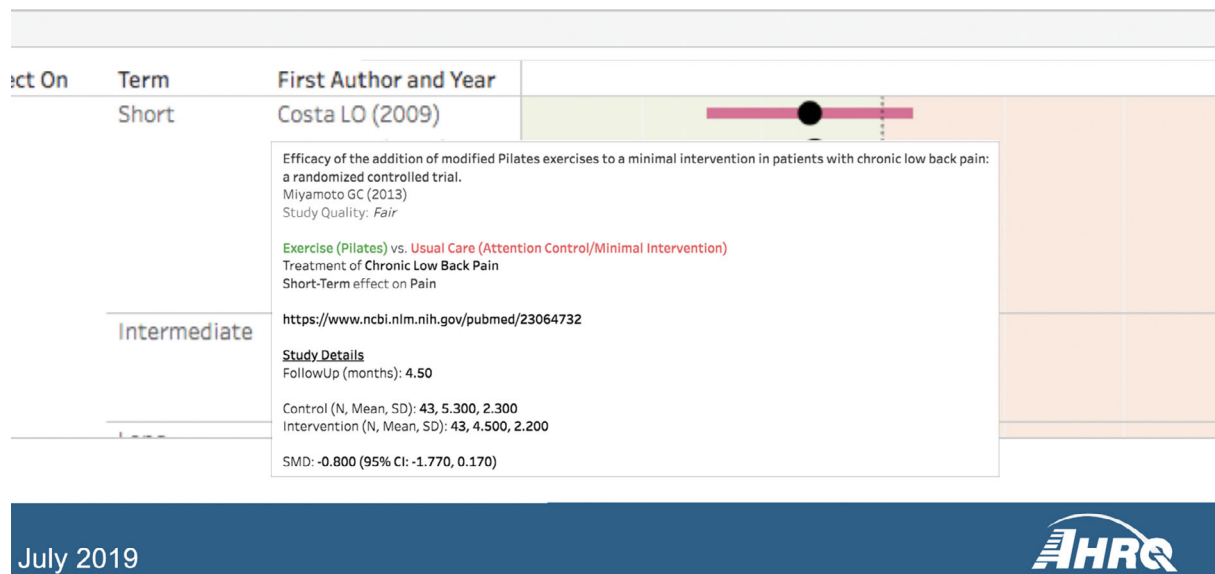 ect On Term First Author and Year
Short Costa LO (2009)
Efficacy of the addition of modified Pilates exercises to a minimal intervention in patients with chronic low back pain:
a randomized controlled trial.
Miyamoto GC (2013)
Study Quality: Fair
Exercise (Pilates) vs. Usual Care (Attention Control/Minimal Intervention)
Treatment of Chronic Low Back Pain
Short-Term effect on Pain
https://www.ncbi.nlm.nih.gov/pubmed/23064732
Intermediate
Study Details
FollowUp (months): 4.50
Control (N, Mean, SD): 43, 5.300, 2.300
Intervention (N, Mean, SD): 43, 4.500, 2.200
SMD: -0.800 (95% CI: -1.770, 0.170)
July 2019
AHRQ